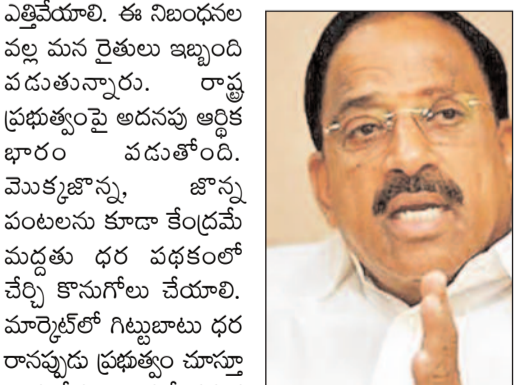 ఎత్తివేయాలి. ఈ నిబంధనల
వల్ల మన రైతులు ఇబ్బంది
పడుతున్నారు. రాష్ట్ర
ప్రభుత్వంపై అదనపు ఆర్థిక
భారం పడుతోంది.
మొక్కజొన్న, జొన్న
పంటలను కూడా కేంద్రమే
మద్దతు ధర పథకంలో
చేర్చి కొనుగోలు చేయాలి.
మార్కెట్‌లో గిట్టుబాటు ధర
రానప్పుడు ప్రభుత్వం చూస్తూ